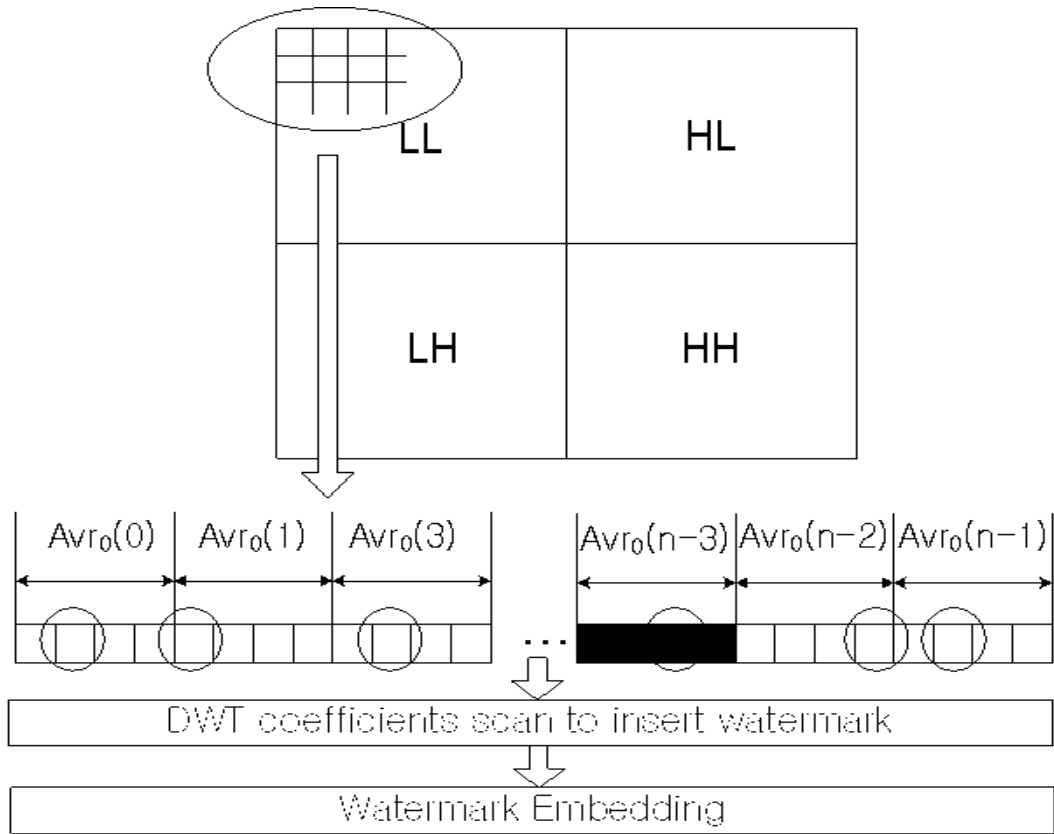 LL HL
LH HH
Avr₀(0) Avr₀(1) Avr₀(3) Avr₀(n-3) Avr₀(n-2) Avr₀(n-1)
...
DWT coefficients scan to insert watermark
Watermark Embedding